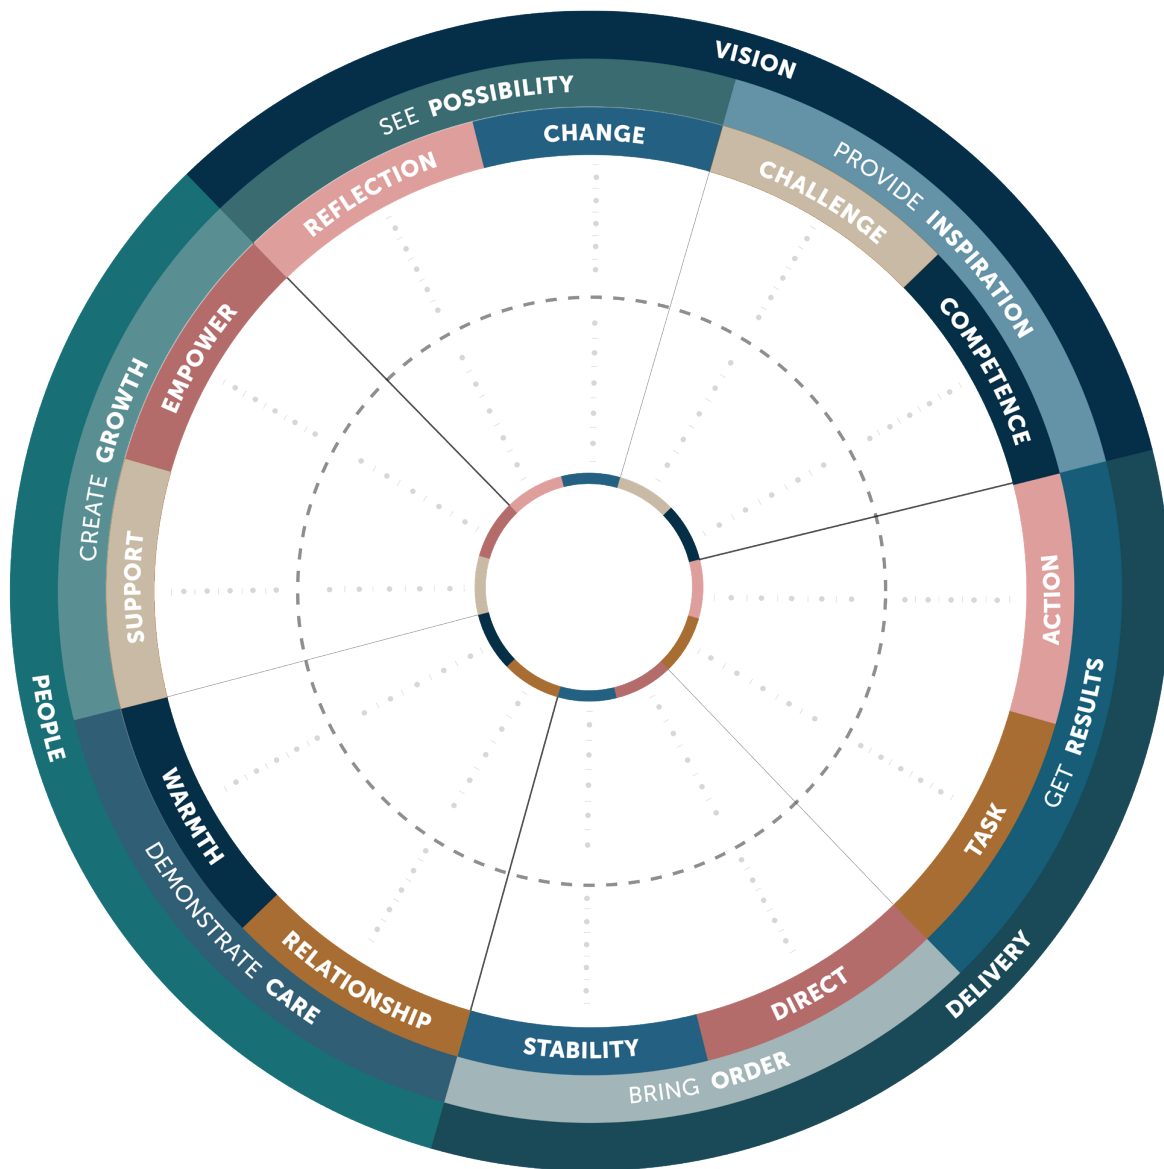 VISION
SEE POSSIBILITY
PROVIDE INSPIRATION
REFLECTION
CHANGE
CHALLENGE
COMPETENCE
DELIVERY
GET RESULTS
BRING ORDER
ACTION
TASK
DIRECT
STABILITY
PEOPLE
DEMONSTRATE CARE
CREATE GROWTH
RELATIONSHIP
WARMTH
SUPPORT
EMPOWER